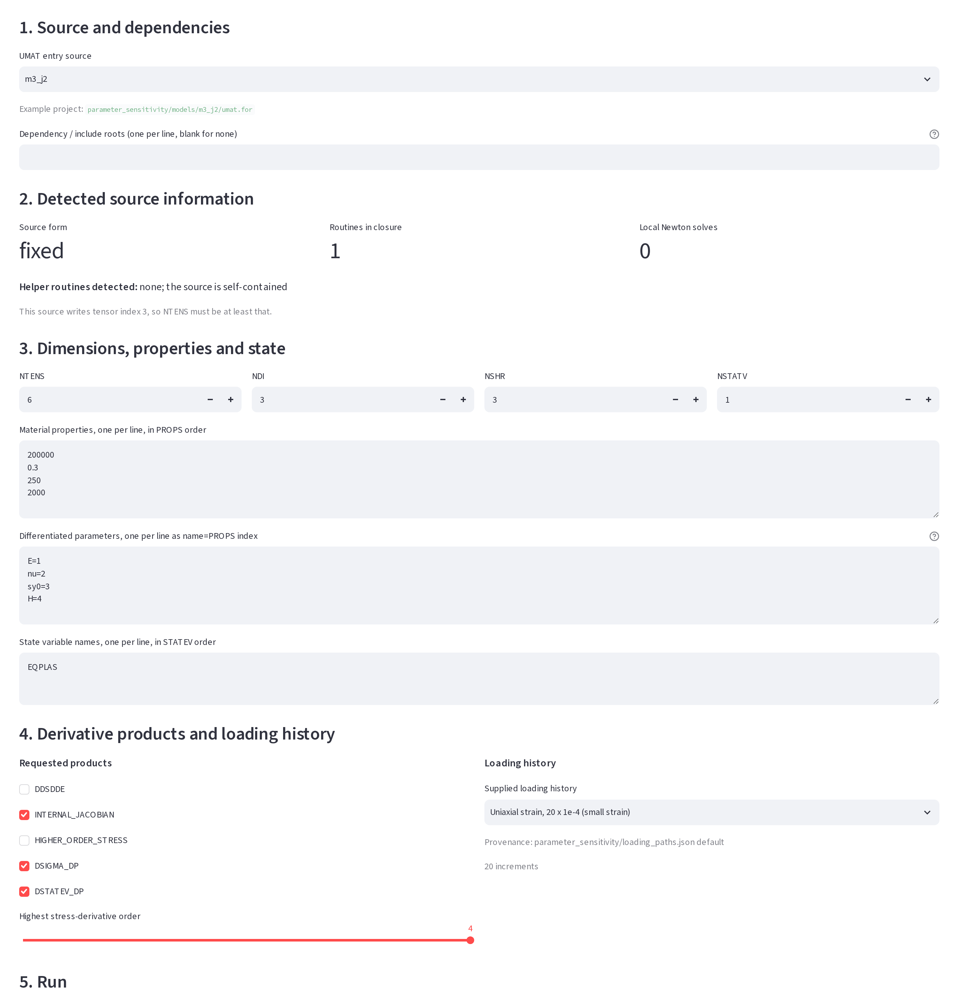 1. Source and dependencies
UMAT entry source
m3_j2
Example project: parameter_sensitivity/models/m3_j2/umat.for
Dependency / include roots (one per line, blank for none)
2. Detected source information
Source form
Routines in closure
Local Newton solves
fixed
1
0
Helper routines detected: none; the source is self-contained
This source writes tensor index 3, so NTENS must be at least that.
3. Dimensions, properties and state
NTENS
NDI
NSHR
NSTATV
6
3
3
1
Material properties, one per line, in PROPS order
200000
0.3
250
2000
Differentiated parameters, one per line as name=PROPS index
E=1
nu=2
sy0=3
H=4
State variable names, one per line, in STATEV order
EQPLAS
4. Derivative products and loading history
Requested products
DDSDDE
INTERNAL_JACOBIAN
HIGHER_ORDER_STRESS
DSIGMA_DP
DSTATEV_DP
Highest stress-derivative order
4
Loading history
Supplied loading history
Uniaxial strain, 20 x 1e-4 (small strain)
Provenance: parameter_sensitivity/loading_paths.json default
20 increments
5. Run